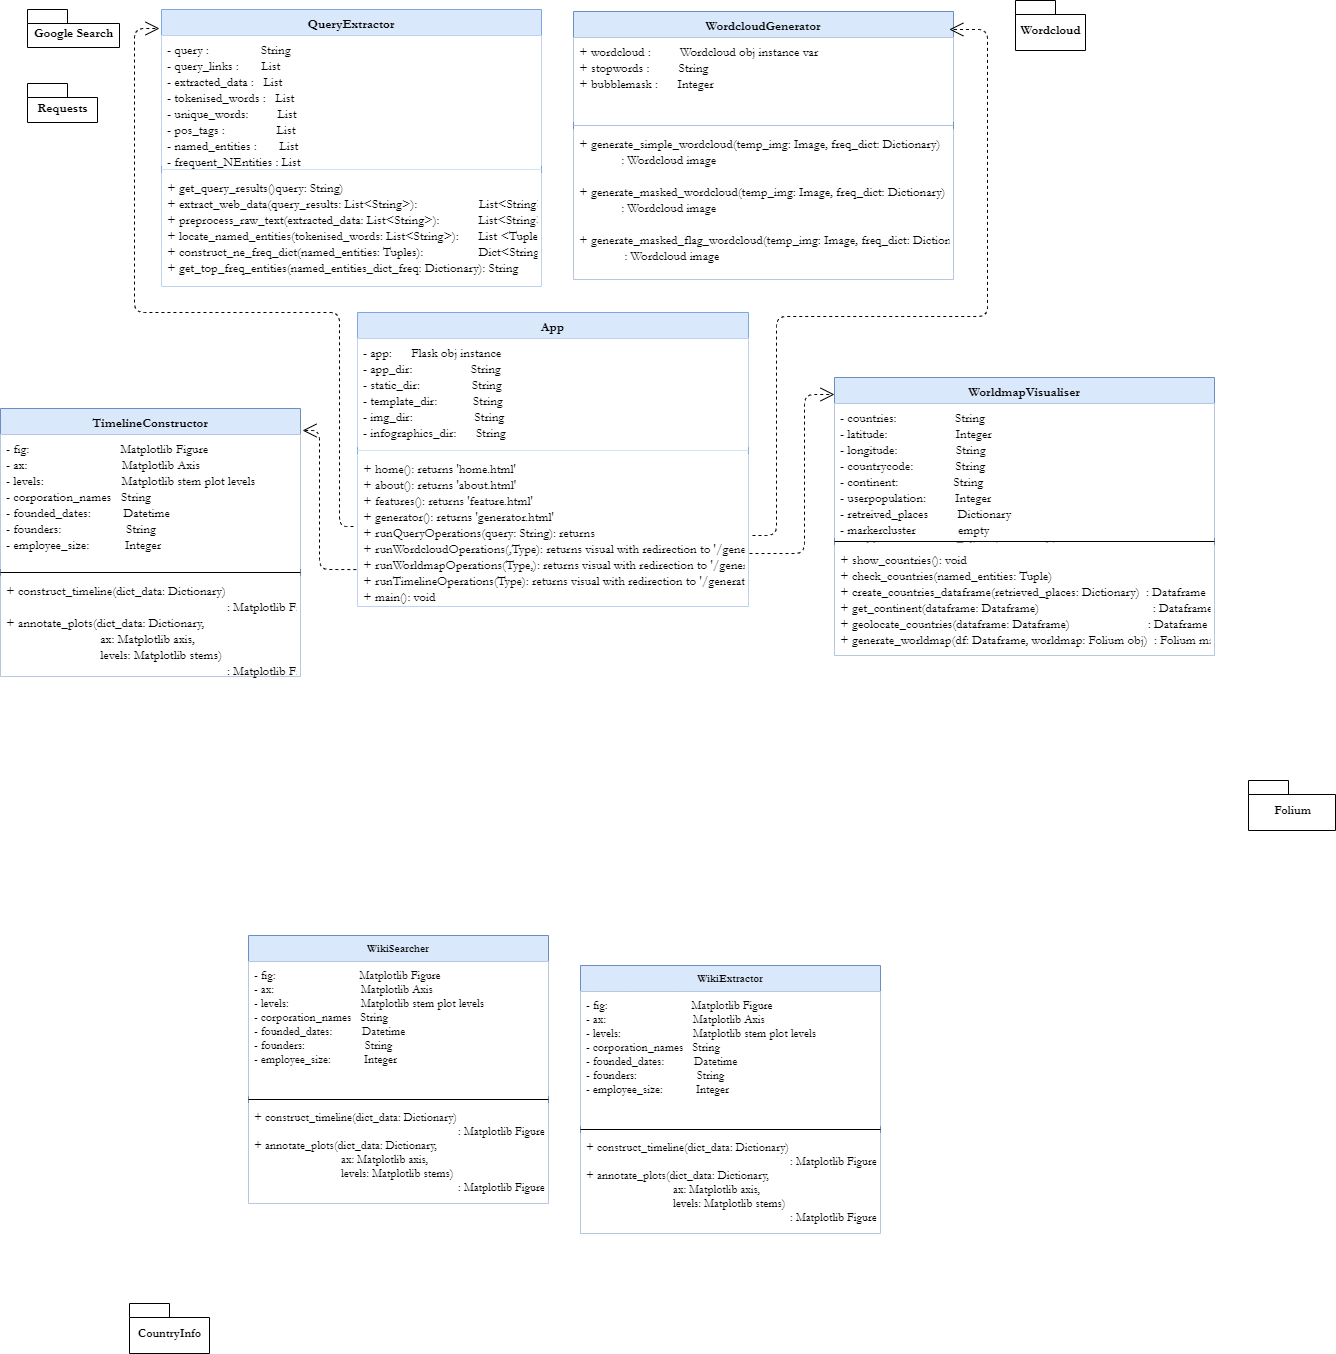 Google Search
Requests
QueryExtractor
- query : String
- query_links : List
- extracted_data : List
- tokenised_words : List
- unique_words: List
- pos_tags : List
- named_entities : List
- frequent_NEntities : List
+ get_query_results()query: String)
+ extract_web_data(query_results: List<String>): List<String
+ preprocess_raw_text(extracted_data: List<String>): List<String
+ locate_named_entities(tokenised_words: List<String>): List <Tuple
+ construct_ne_freq_dict(named_entities: Tuples): Dict<String
+ get_top_freq_entities(named_entities_dict_freq: Dictionary): String
WordcloudGenerator
+ wordcloud : Wordcloud obj instance var
+ stopwords : String
+ bubblemask : Integer
+ generate_simple_wordcloud(temp_img: Image, freq_dict: Dictionary)
: Wordcloud image
+ generate_masked_wordcloud(temp_img: Image, freq_dict: Dictionary)
: Wordcloud image
+ generate_masked_flag_wordcloud(temp_img: Image, freq_dict: Diction
: Wordcloud image
Wordcloud
App
- app: Flask obj instance
- app_dir: String
- static_dir: String
- template_dir: String
- img_dir: String
- infographics_dir: String
+ home(): returns 'home.html'
+ about(): returns 'about.html'
+ features(): returns 'feature.html'
+ generator(): returns 'generator.html'
+ runQueryOperations(query: String): returns
+ runWordcloudOperations(,Type): returns visual with redirection to '/gene
+ runWorldmapOperations(Type,): returns visual with redirection to '/gene
+ runTimelineOperations(Type): returns visual with redirection to '/generat
+ main(): void
TimelineConstructor
- fig: Matplotlib Figure
- ax: Matplotlib Axis
- levels: Matplotlib stem plot levels
- corporation_names String
- founded_dates: Datetime
- founders: String
- employee_size: Integer
+ construct_timeline(dict_data: Dictionary)
: Matplotlib F
+ annotate_plots(dict_data: Dictionary,
ax: Matplotlib axis,
levels: Matplotlib stems)
: Matplotlib F
WorldmapVisualiser
- countries: String
- latitude: Integer
- longitude: String
- countrycode: String
- continent: String
- userpopulation: Integer
- retreived_places Dictionary
- markercluster empty
+ show_countries(): void
+ check_countries(named_entities: Tuple)
+ create_countries_dataframe(retrieved_places: Dictionary) : Dataframe
+ get_continent(dataframe: Dataframe) : Dataframe
+ geolocate_countries(dataframe: Dataframe) : Dataframe
+ generate_worldmap(df: Dataframe, worldmap: Folium obj) : Folium m
Folium
WikiSearcher
- fig: Matplotlib Figure
- ax: Matplotlib Axis
- levels: Matplotlib stem plot levels
- corporation_names String
- founded_dates: Datetime
- founders: String
- employee_size: Integer
+ construct_timeline(dict_data: Dictionary)
: Matplotlib Figure
+ annotate_plots(dict_data: Dictionary,
ax: Matplotlib axis,
levels: Matplotlib stems)
: Matplotlib Figure
WikiExtractor
- fig: Matplotlib Figure
- ax: Matplotlib Axis
- levels: Matplotlib stem plot levels
- corporation_names String
- founded_dates: Datetime
- founders: String
- employee_size: Integer
+ construct_timeline(dict_data: Dictionary)
: Matplotlib Figure
+ annotate_plots(dict_data: Dictionary,
ax: Matplotlib axis,
levels: Matplotlib stems)
: Matplotlib Figure
CountryInfo